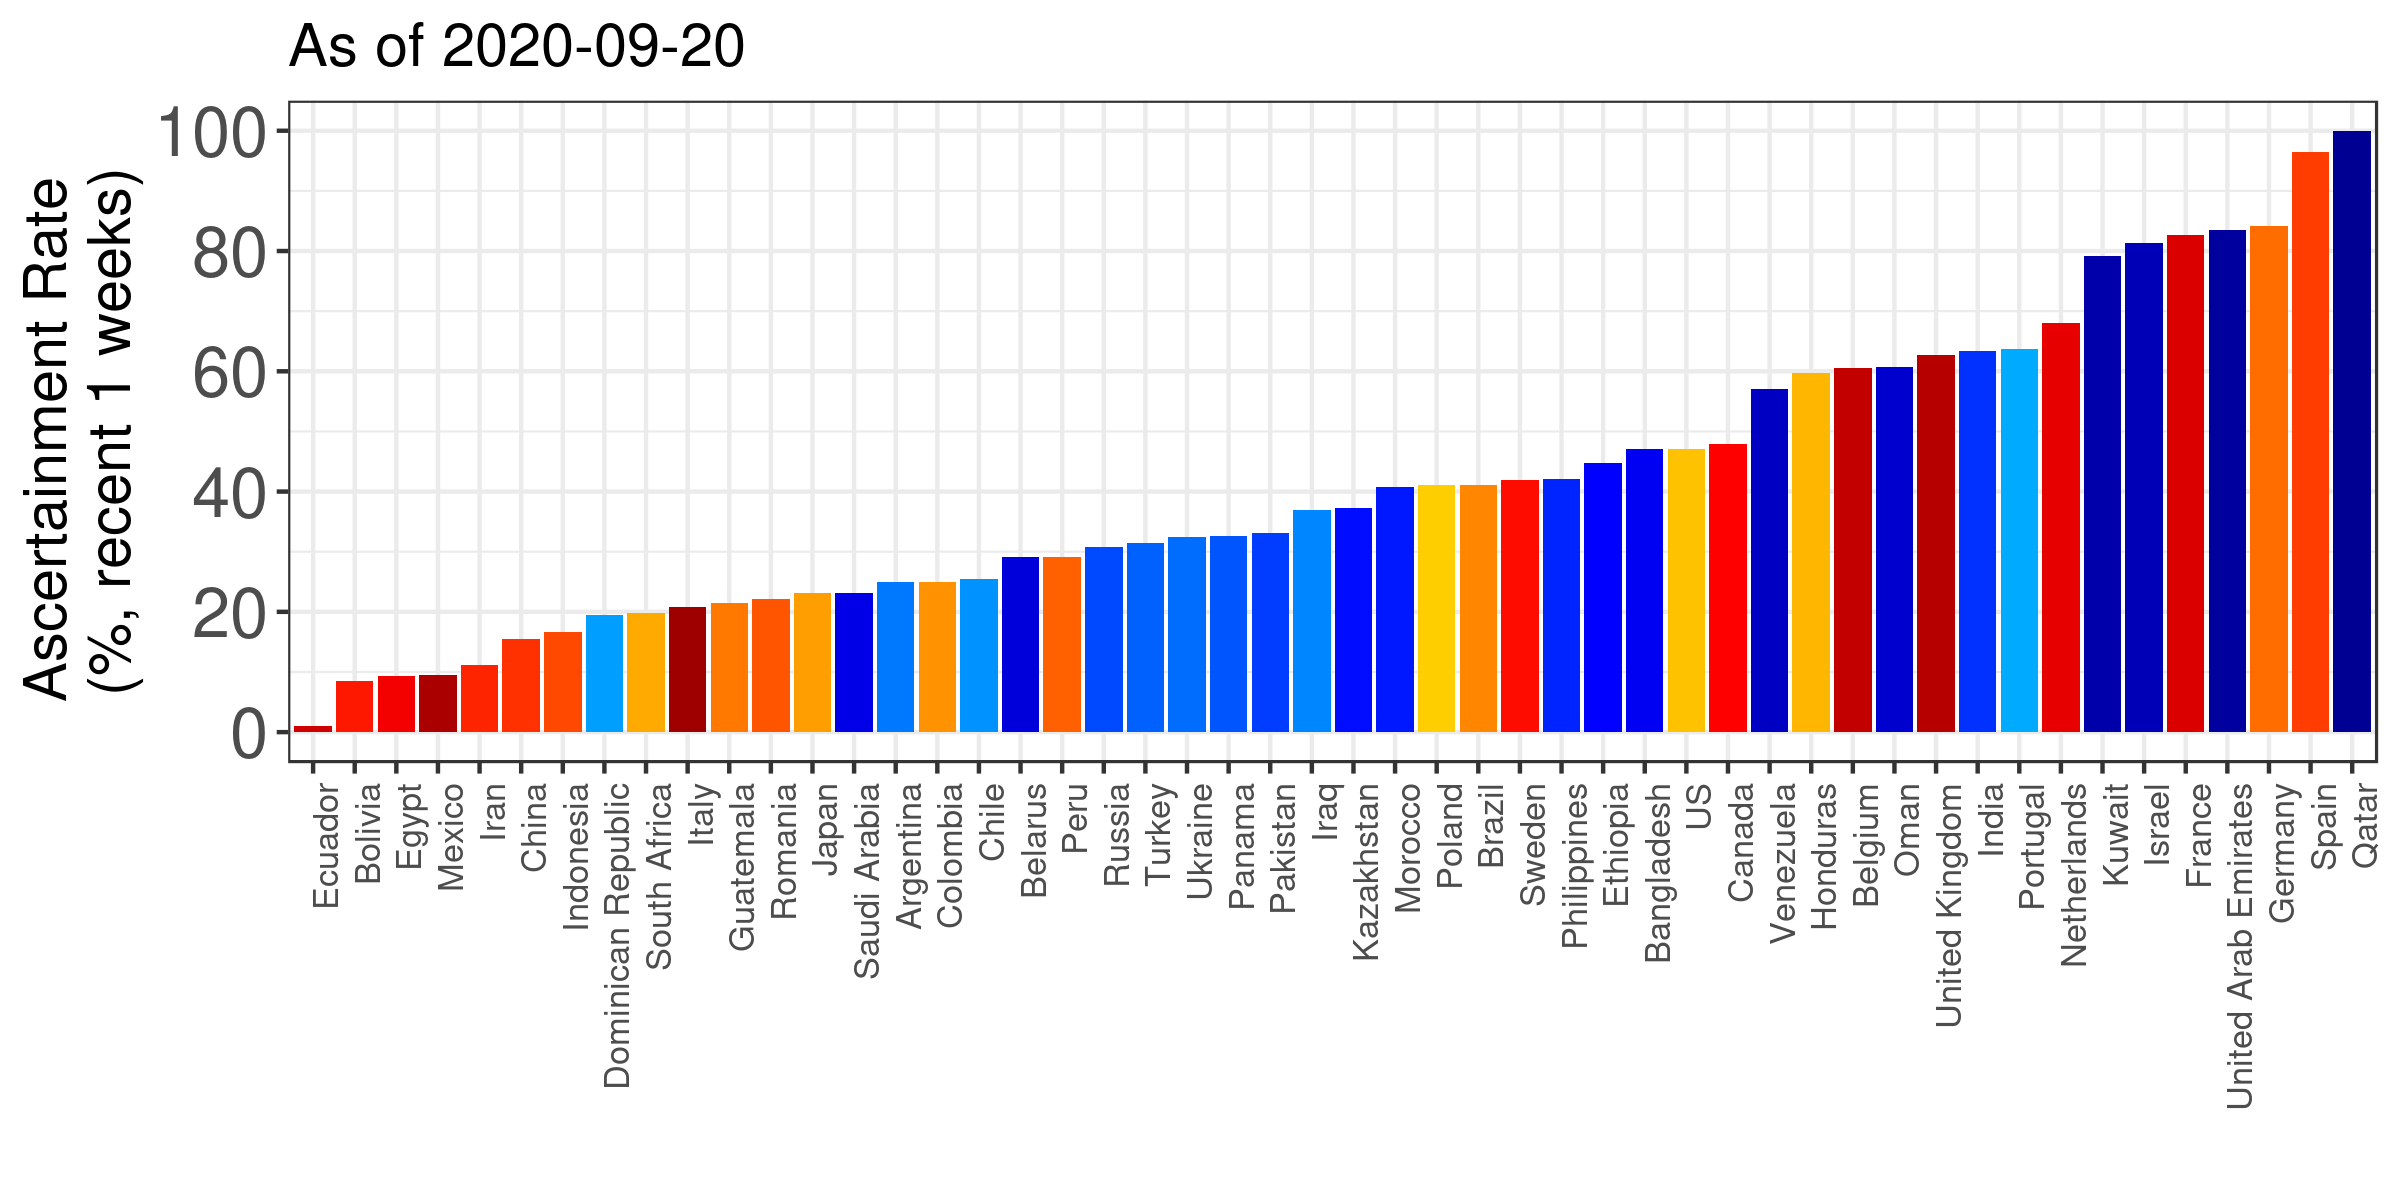 As of 2020-09-20
Ascertainment Rate
(%, recent 1 weeks)
100
80
60
40
20
0
Ecuador
Bolivia
Egypt
Mexico
Iran
China
Indonesia
Dominican Republic
South Africa
Italy
Guatemala
Romania
Japan
Saudi Arabia
Argentina
Colombia
Chile
Belarus
Peru
Russia
Turkey
Ukraine
Panama
Pakistan
Iraq
Kazakhstan
Morocco
Poland
Brazil
Sweden
Philippines
Ethiopia
Bangladesh
US
Canada
Venezuela
Honduras
Belgium
Oman
United Kingdom
India
Portugal
Netherlands
Kuwait
Israel
France
United Arab Emirates
Germany
Spain
Qatar